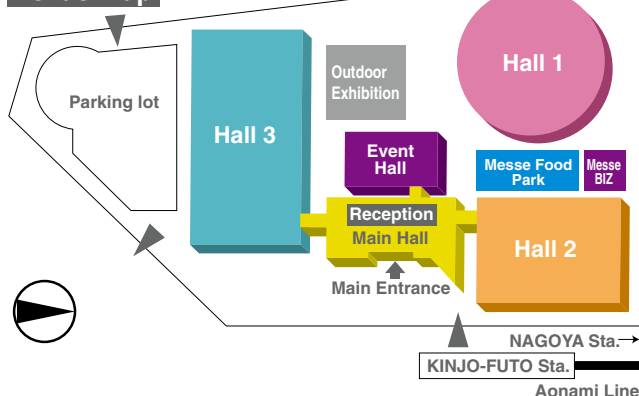 Parking lot
Hall 3
Outdoor
Exhibition
Hall 1
Event
Hall
Messe Food
Park
Messe
BIZ
Reception
Main Hall
Hall 2
Main Entrance
NAGOYA Sta.→
KINJO-FUTO Sta.
Aonami Line